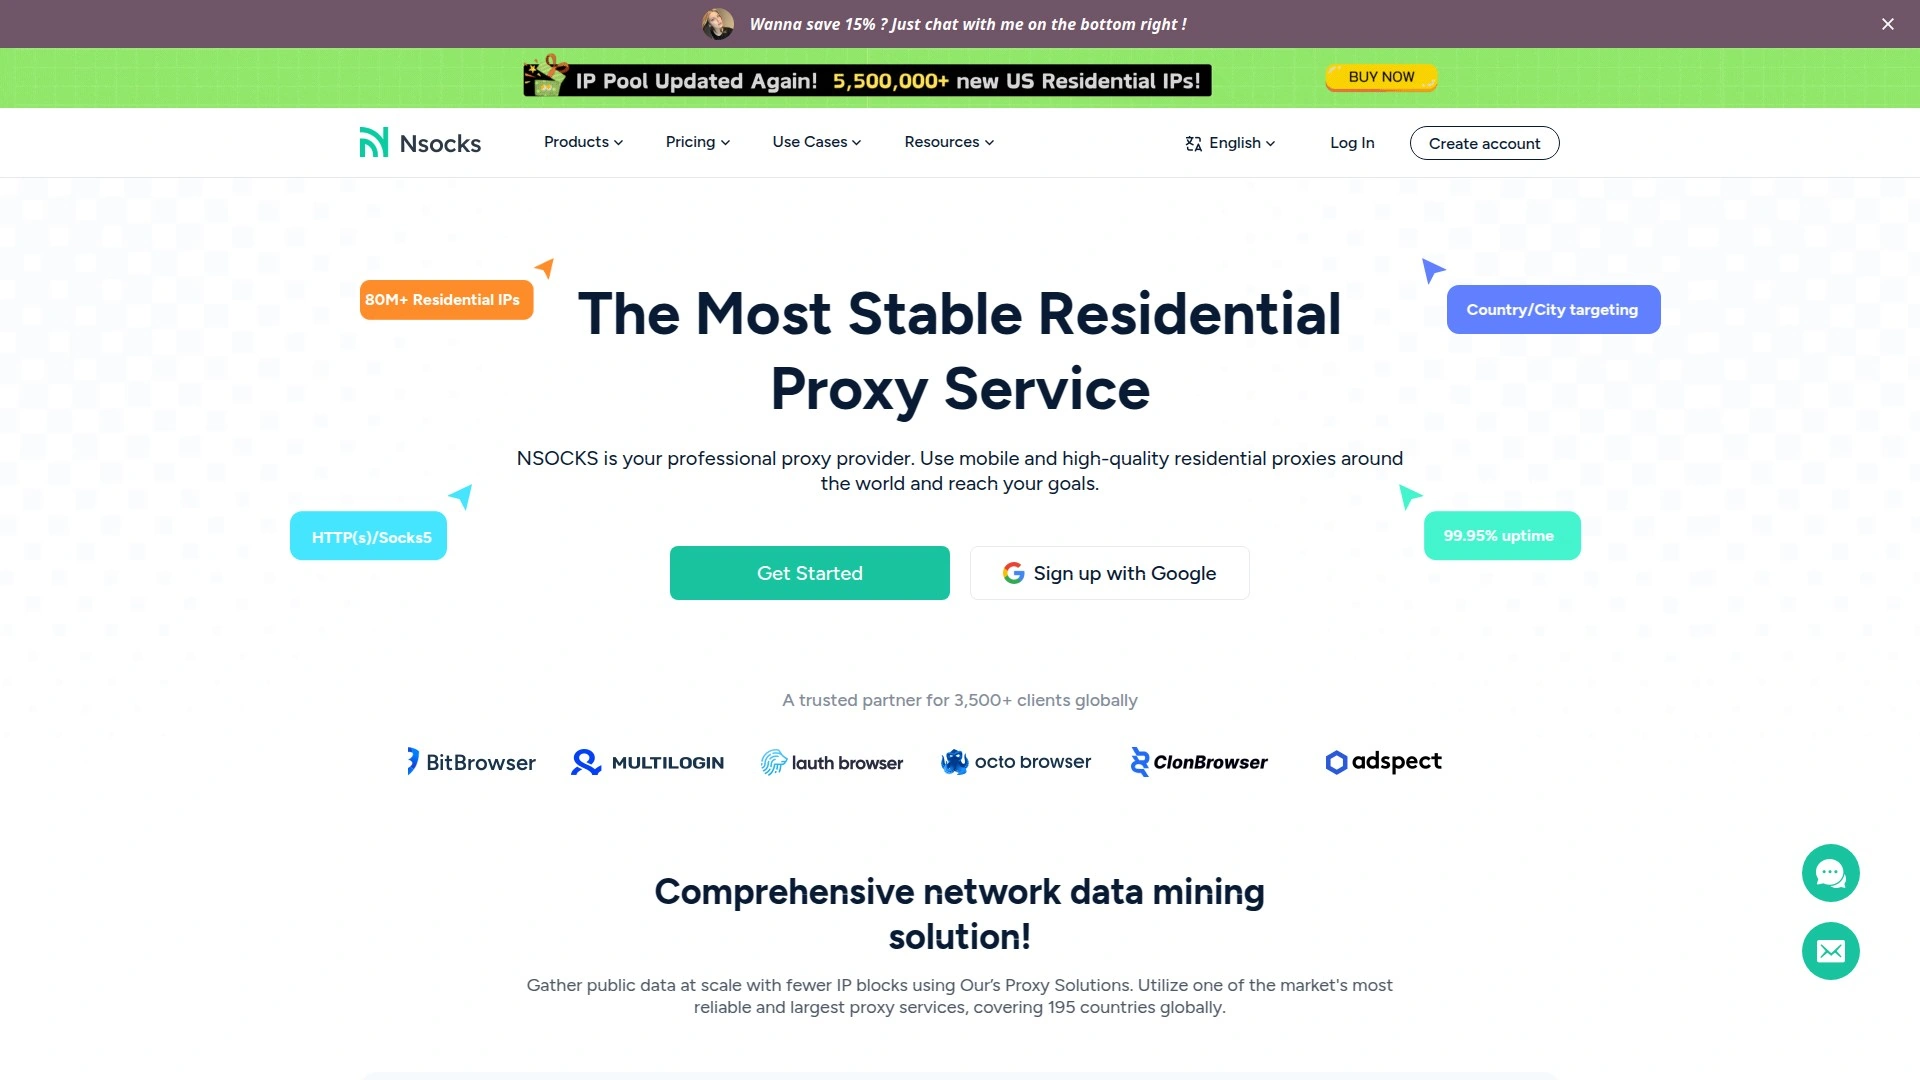 Wanna save 15% ? Just chat with me on the bottom right !
IP Pool Updated Again! 5,500,000+ new US Residential IPs!
BUY NOW
Nsocks
Products
Pricing
Use Cases
Resources
English
Log In
Create account
80M+ Residential IPs
Country/City targeting
The Most Stable Residential
Proxy Service
NSOCKS is your professional proxy provider. Use mobile and high-quality residential proxies around
the world and reach your goals.
HTTP(s)/Socks5
99.95% uptime
Get Started
Sign up with Google
A trusted partner for 3,500+ clients globally
BitBrowser
MULTILOGIN
lauth browser
octo browser
ClonBrowser
adspect
Comprehensive network data mining
solution!
Gather public data at scale with fewer IP blocks using Our’s Proxy Solutions. Utilize one of the market's most
reliable and largest proxy services, covering 195 countries globally.